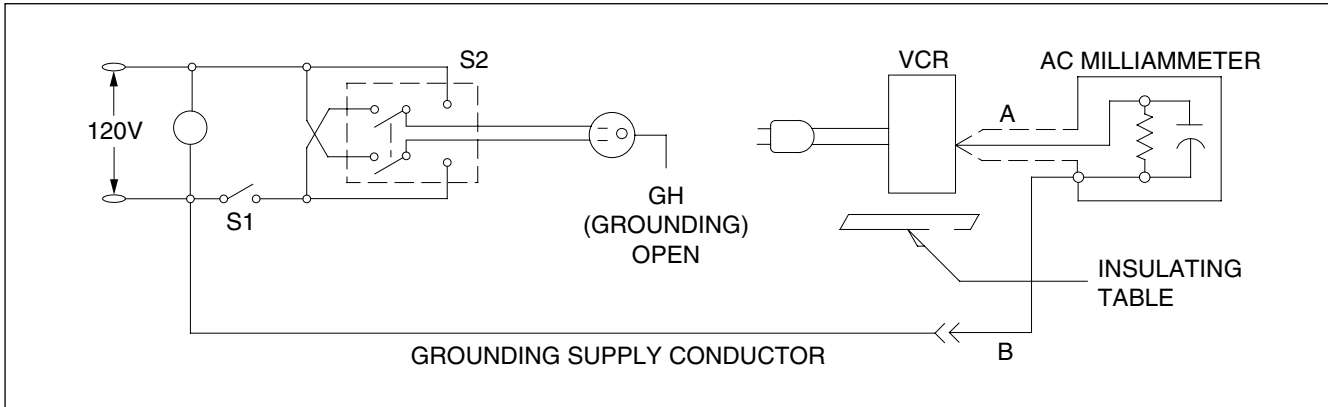 S2
120V
S1
GH
(GROUNDING)
OPEN
VCR
AC MILLIAMMETER
A
INSULATING
TABLE
B
GROUNDING SUPPLY CONDUCTOR